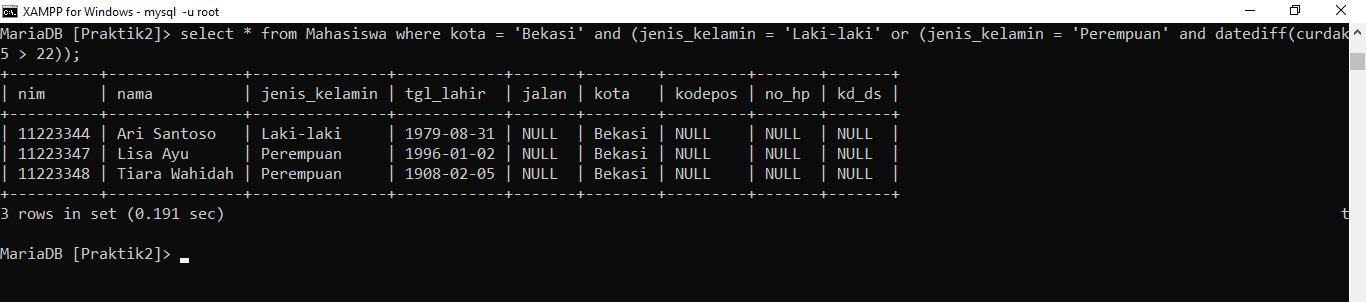 XAMPP for Windows - mysql -u root
MariaDB [Praktik2]> select * from Mahasiswa where kota = 'Bekasi' and (jenis_kelamin = 'Laki-laki' or (jenis_kelamin = 'Perempuan' and datediff(curdak
5 > 22));
+----------+---------------+---------------+------------+-------+--------+---------+-------+-------+
| nim      | nama          | jenis_kelamin | tgl_lahir  | jalan | kota   | kodepos | no_hp | kd_ds |
+----------+---------------+---------------+------------+-------+--------+---------+-------+-------+
| 11223344 | Ari Santoso   | Laki-laki     | 1979-08-31 | NULL  | Bekasi | NULL    | NULL  | NULL  |
| 11223347 | Lisa Ayu      | Perempuan     | 1996-01-02 | NULL  | Bekasi | NULL    | NULL  | NULL  |
| 11223348 | Tiara Wahidah | Perempuan     | 1908-02-05 | NULL  | Bekasi | NULL    | NULL  | NULL  |
+----------+---------------+---------------+------------+-------+--------+---------+-------+-------+
3 rows in set (0.191 sec) t
MariaDB [Praktik2]>